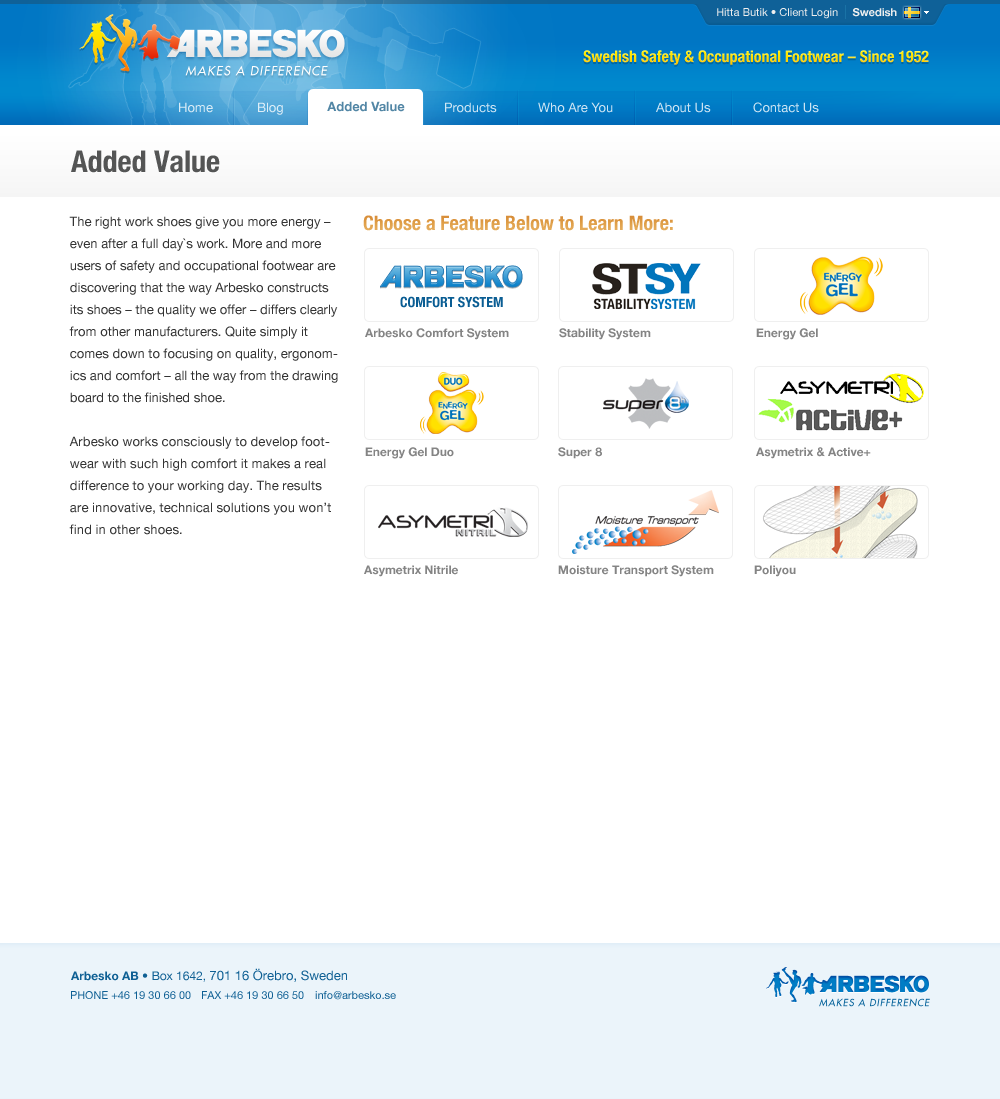 Hitta Butik • Client Login Swedish
ARBESKO
MAKES A DIFFERENCE
Swedish Safety & Occupational Footwear – Since 1952
Home Blog Added Value Products Who Are You About Us Contact Us
Added Value
The right work shoes give you more energy –
even after a full day`s work. More and more
users of safety and occupational footwear are
discovering that the way Arbesko constructs
its shoes – the quality we offer – differs clearly
from other manufacturers. Quite simply it
comes down to focusing on quality, ergonom-
ics and comfort – all the way from the drawing
board to the finished shoe.
Arbesko works consciously to develop foot-
wear with such high comfort it makes a real
difference to your working day. The results
are innovative, technical solutions you won't
find in other shoes.
Choose a Feature Below to Learn More:
ARBESKO
COMFORT SYSTEM
Arbesko Comfort System
STSY
STABILITYSYSTEM
Stability System
ENERGY
GEL
Energy Gel
DUO
ENERGY
GEL
Energy Gel Duo
super 8
Super 8
ASYMETRIX
ACTIVE+
Asymetrix & Active+
ASYMETRIX
NITRIL
Asymetrix Nitrile
Moisture Transport
Moisture Transport System
Poliyou
Arbesko AB • Box 1642, 701 16 Örebro, Sweden
PHONE +46 19 30 66 00 FAX +46 19 30 66 50 info@arbesko.se
ARBESKO
MAKES A DIFFERENCE